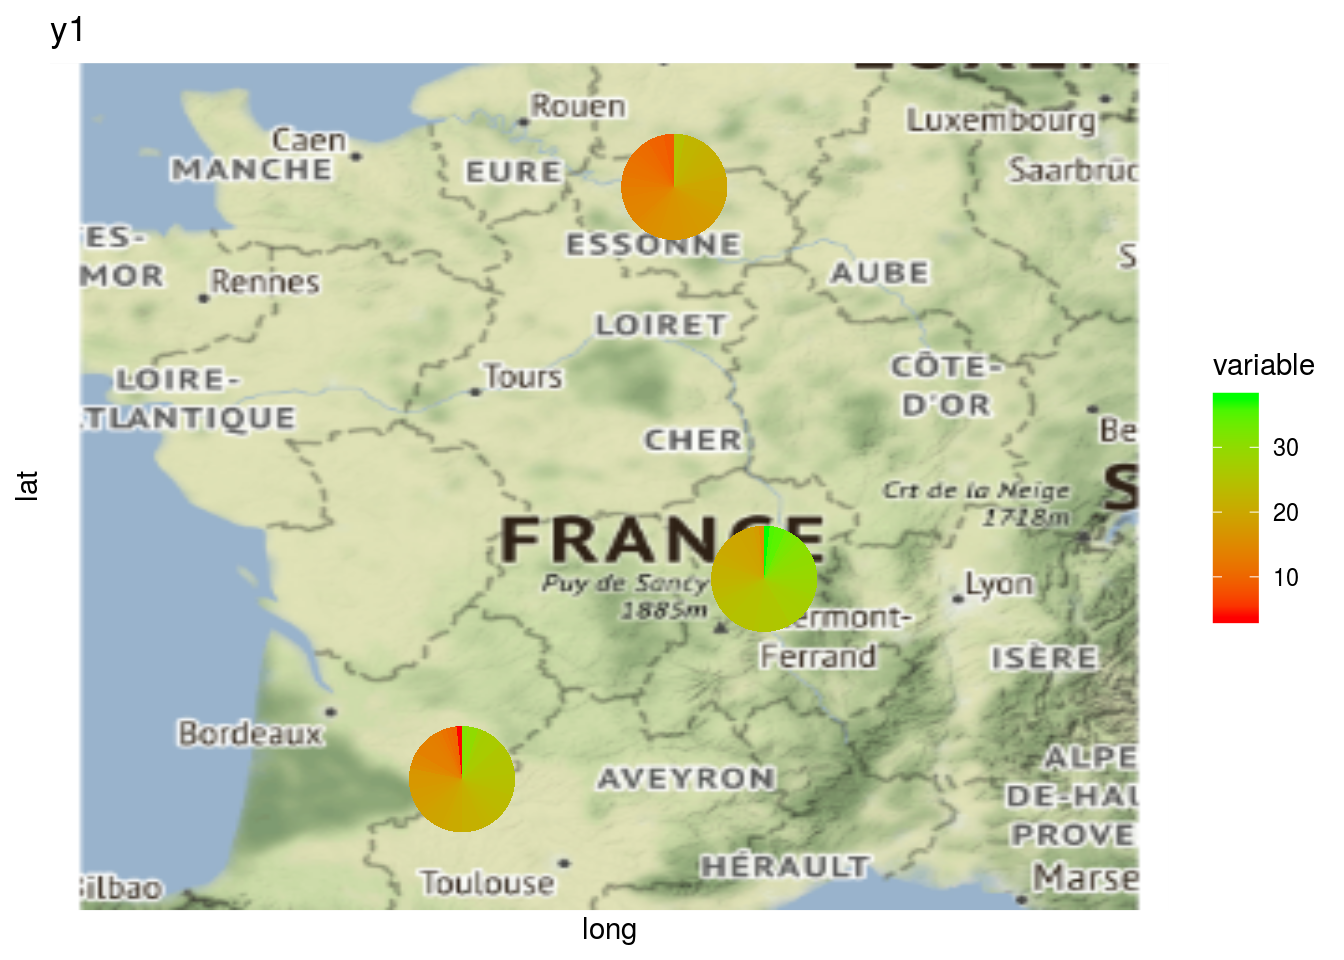 y1
Rouen
Luxembourg
Caen
MANCHE
EURE
Saarbrüc
ESSONNE
ES-
MOR
AUBE
S
Rennes
LOIRET
LOIRE-
TLANTIQUE
Tours
CÔTE-
D'OR
CHER
Be
Crt de la Neige
1718m
S
FRANCE
Puy de Sancy
1885m
Lyon
ermont-
Ferrand
ISÈRE
Bordeaux
AVEYRON
ALPE
DE-HAU
PROVE
HÉRAULT
Toulouse
Marse
Bilbao
lat
long
variable
30
20
10